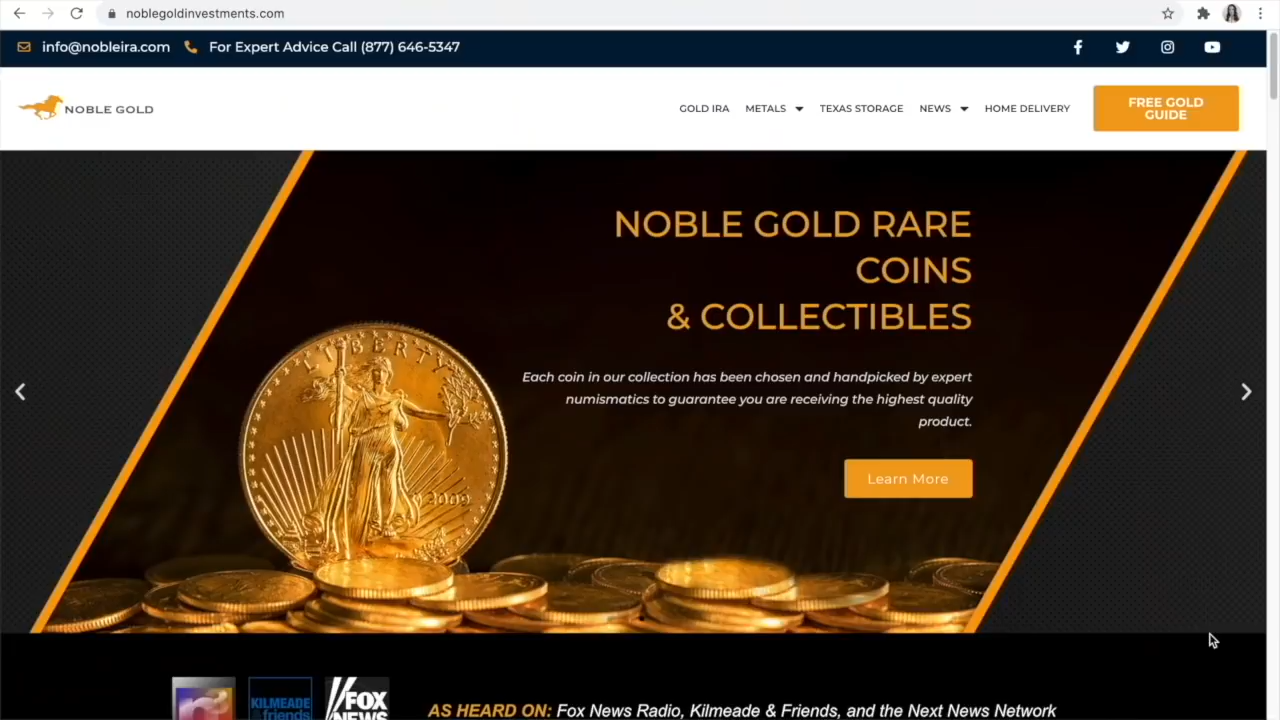 noblegoldinvestments.com
info@nobleira.com For Expert Advice Call (877) 646-5347
NOBLE GOLD
GOLD IRA METALS TEXAS STORAGE NEWS HOME DELIVERY
FREE GOLD
GUIDE
NOBLE GOLD RARE
COINS
& COLLECTIBLES
Each coin in our collection has been chosen and handpicked by expert
numismatics to guarantee you are receiving the highest quality
product.
Learn More
LIBERTY
2009
KILMEADE
& friends
FOX
NEWS
AS HEARD ON: Fox News Radio, Kilmeade & Friends, and the Next News Network